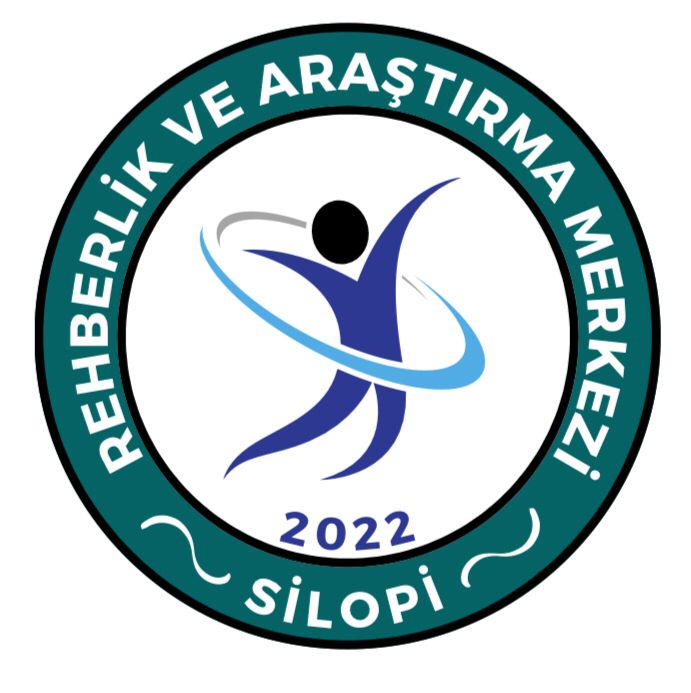 REHBERLİK VE ARAŞTIRMA MERKEZİ
2022
SİLOPİ